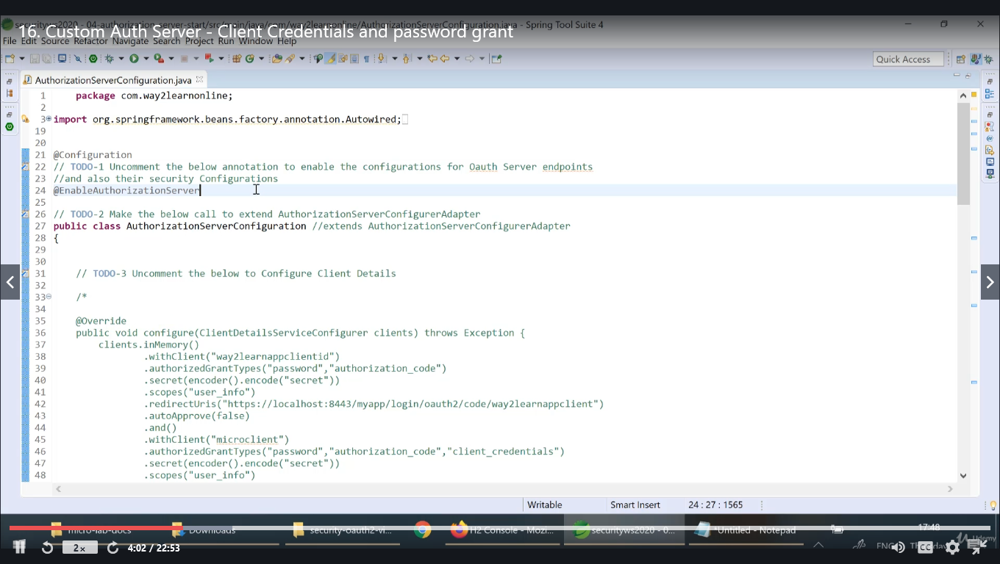 securityws2020 - 04-authorization-server-start/src/main/java/com/way2learnonline/AuthorizationServerConfiguration.java - Spring Tool Suite 4
16. Custom Auth Server - Client Credentials and password grant
File Edit Source Refactor Navigate Search Project Run Window Help
Quick Access
AuthorizationServerConfiguration.java
1 package com.way2learnonline;
2
3 import org.springframework.beans.factory.annotation.Autowired;
19
20
21 @Configuration
22 // TODO-1 Uncomment the below annotation to enable the configurations for Oauth Server endpoints
23 //and also their security Configurations
24 @EnableAuthorizationServer
25
26 // TODO-2 Make the below call to extend AuthorizationServerConfigurerAdapter
27 public class AuthorizationServerConfiguration //extends AuthorizationServerConfigurerAdapter
28 {
29
30
31 // TODO-3 Uncomment the below to Configure Client Details
32
33 /*
34
35 @Override
36 public void configure(ClientDetailsServiceConfigurer clients) throws Exception {
37 clients.inMemory()
38 .withClient("way2learnappclientid")
39 .authorizedGrantTypes("password","authorization_code")
40 .secret(encoder().encode("secret"))
41 .scopes("user_info")
42 .redirectUris("https://localhost:8443/myapp/login/oauth2/code/way2learnappclient")
43 .autoApprove(false)
44 .and()
45 .withClient("microclient")
46 .authorizedGrantTypes("password","authorization_code","client_credentials")
47 .secret(encoder().encode("secret"))
48 .scopes("user_info")
Writable Smart Insert 24 : 27 : 1565
micro-lab-docs Downloads security-oauth2-vi... H2 Console - Mozi... securityws2020 - 0... *Untitled - Notepad 17:48
2x 4:02 / 22:53 ENG CC Udemy